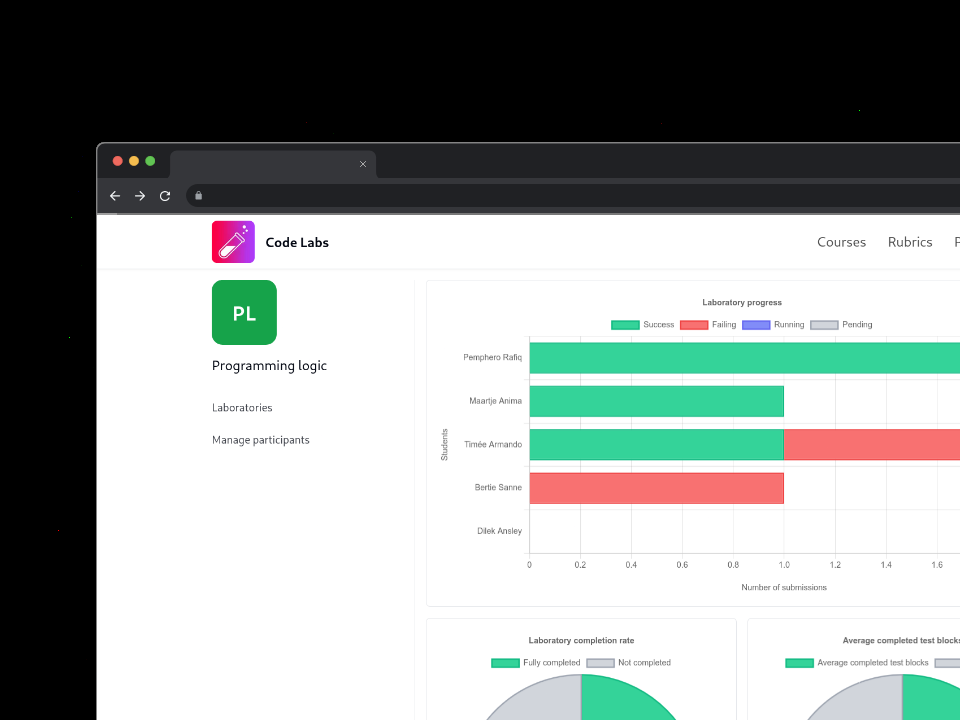 Code Labs
Courses Rubrics
PL
Programming logic
Laboratories
Manage participants
Laboratory progress
Success Failing Running Pending
Pemphero Rafiq
Maartje Anima
Timée Armando
Bertie Sanne
Dilek Ansley
Students
0 0.2 0.4 0.6 0.8 1.0 1.2 1.4 1.6
Number of submissions
Laboratory completion rate
Fully completed Not completed
Average completed test blocks
Average completed test blocks